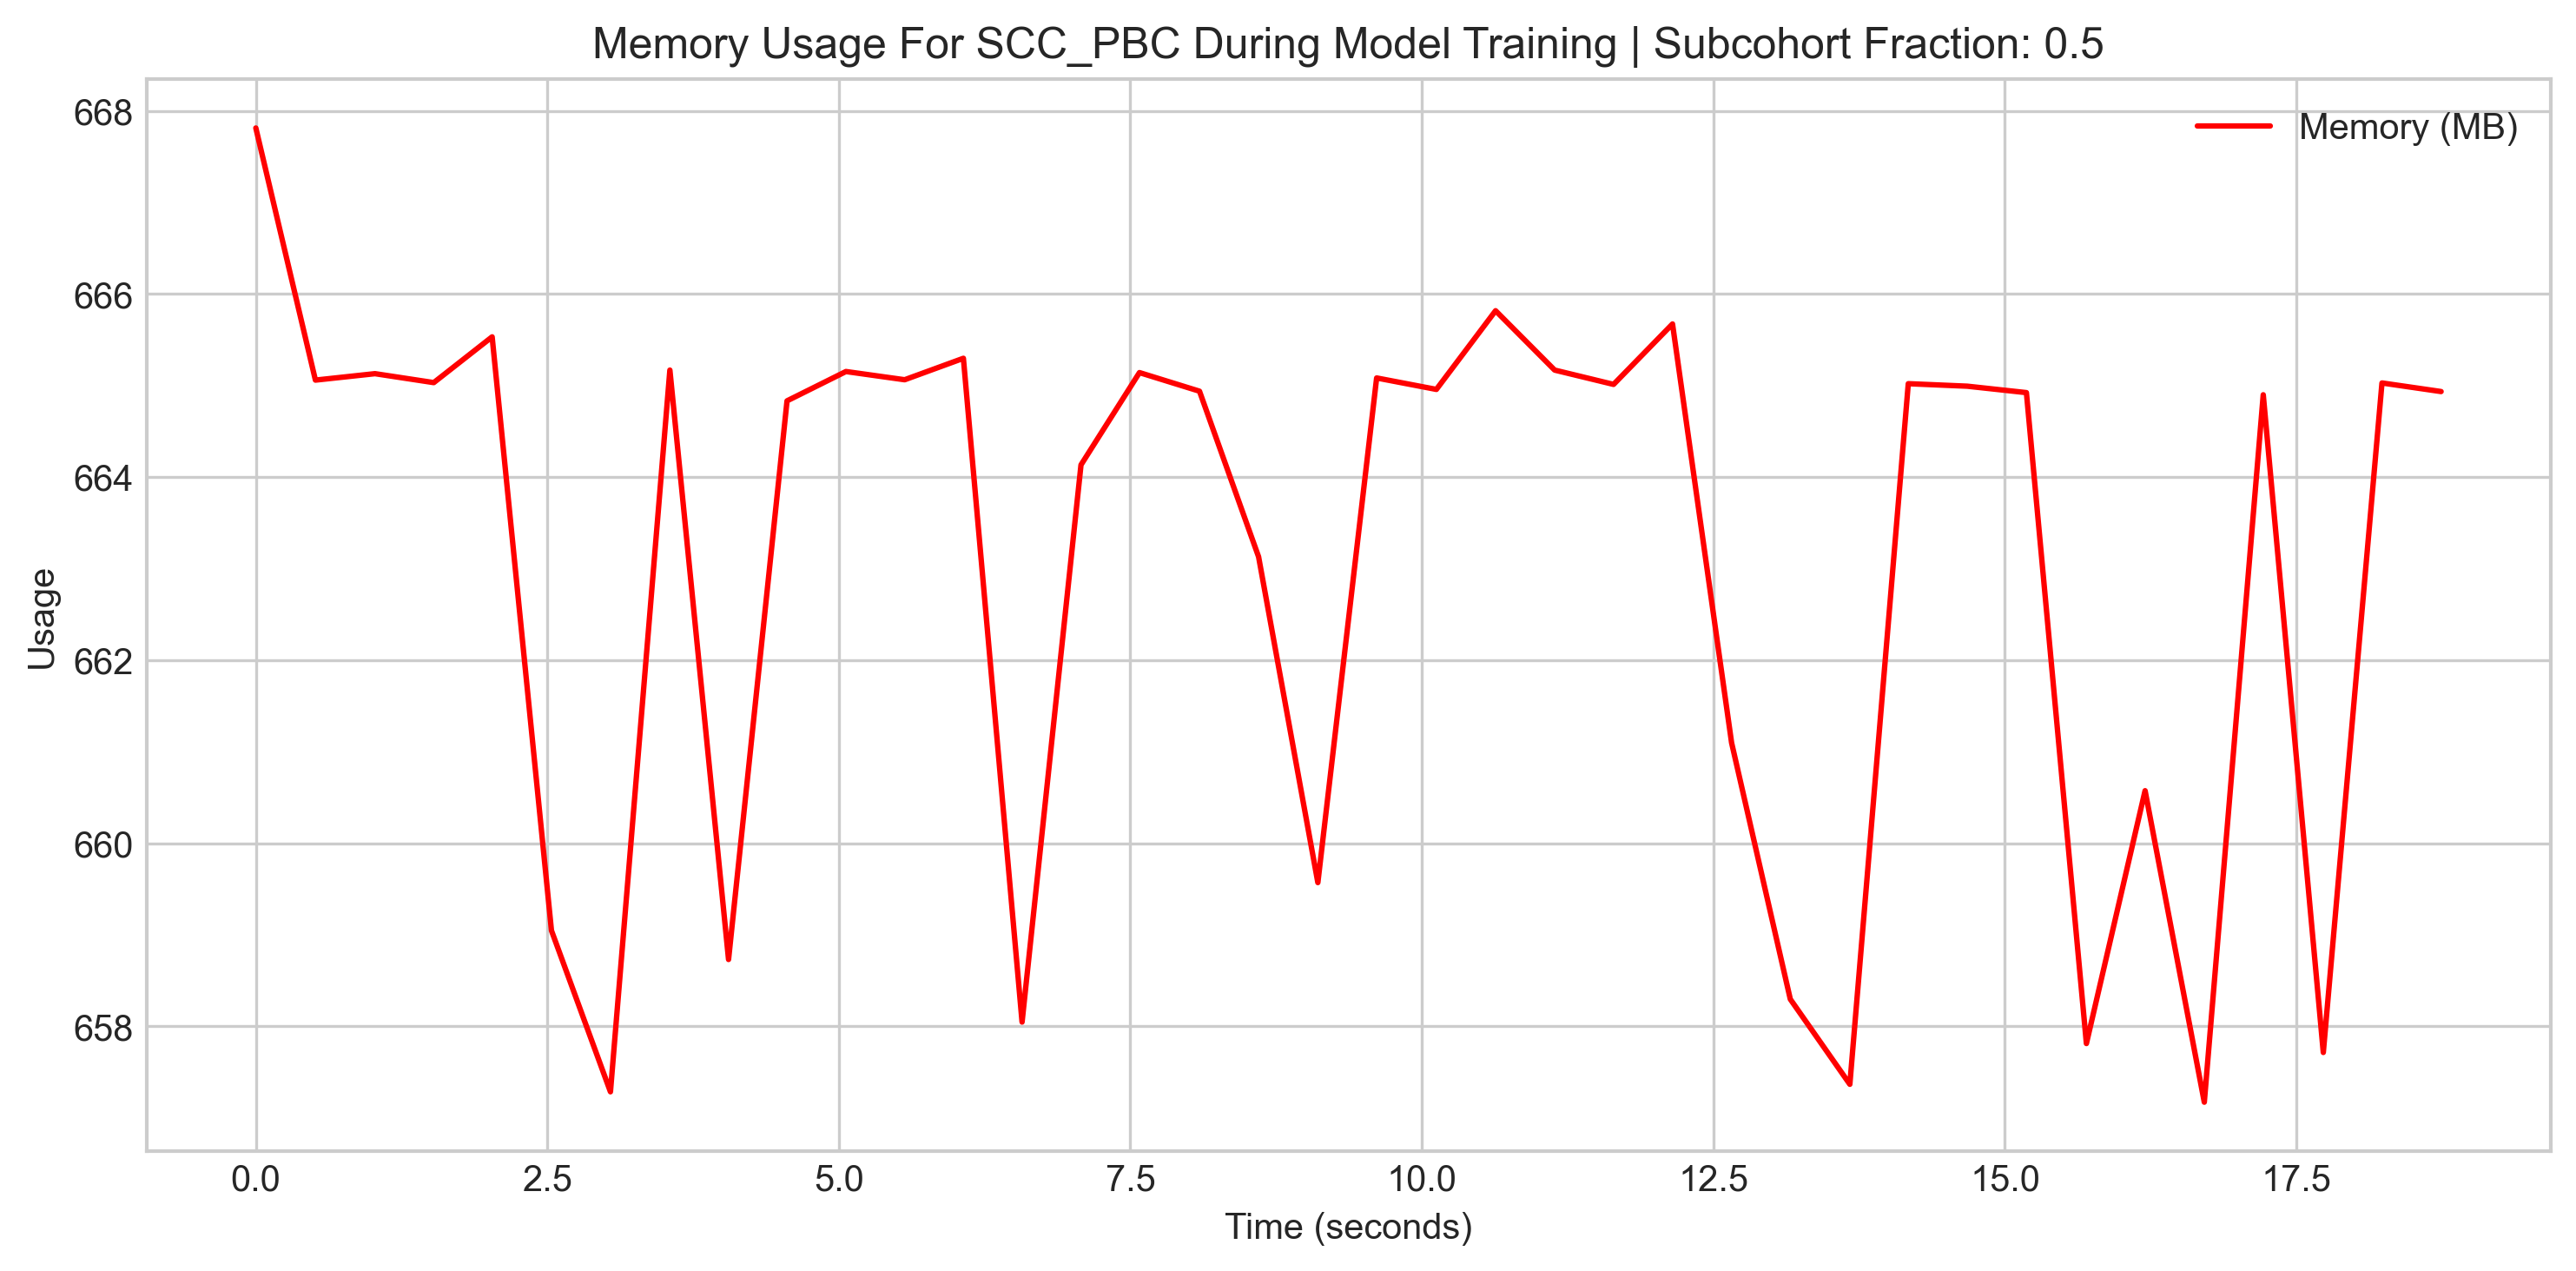 Memory Usage For SCC_PBC During Model Training | Subcohort Fraction: 0.5
Memory (MB)
668
666
664
662
660
658
Usage
0.0 2.5 5.0 7.5 10.0 12.5 15.0 17.5
Time (seconds)